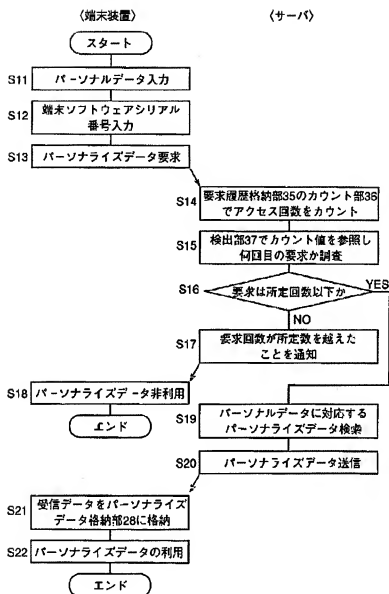 〈端末装置〉
〈サーバ〉
スタート
S11
パーソナルデータ入力
S12
端末ソフトウェアシリアル
番号入力
S13
パーソナライズデータ要求
S14
要求履歴格納部35のカウント部36
でアクセス回数をカウント
S15
検出部37でカウント値を参照し
何回目の要求か調査
S16
要求は所定回数以下か
YES
NO
S17
要求回数が所定数を越えた
ことを通知
S18
パーソナライズデータ非利用
エンド
S19
パーソナルデータに対応する
パーソナライズデータ検索
S20
パーソナライズデータ送信
S21
受信データをパーソナライズ
データ格納部28に格納
S22
パーソナライズデータの利用
エンド